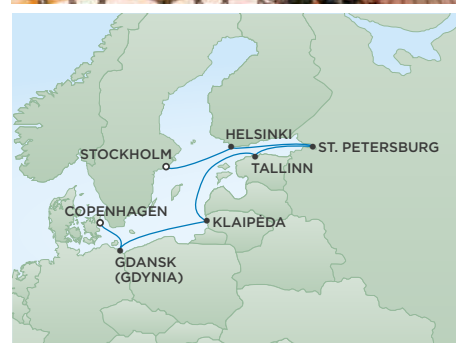 HELSINKI
STOCKHOLM
ST. PETERSBURG
TALLINN
COPENHAGEN
KLAIPĖDA
GDANSK
(GDYNIA)